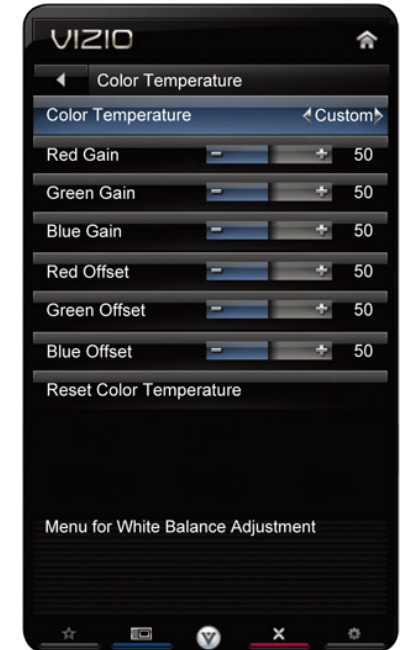 VIZIO
Color Temperature
Color Temperature Custom
Red Gain - + 50
Green Gain - + 50
Blue Gain - + 50
Red Offset - + 50
Green Offset - + 50
Blue Offset - + 50
Reset Color Temperature
Menu for White Balance Adjustment
V